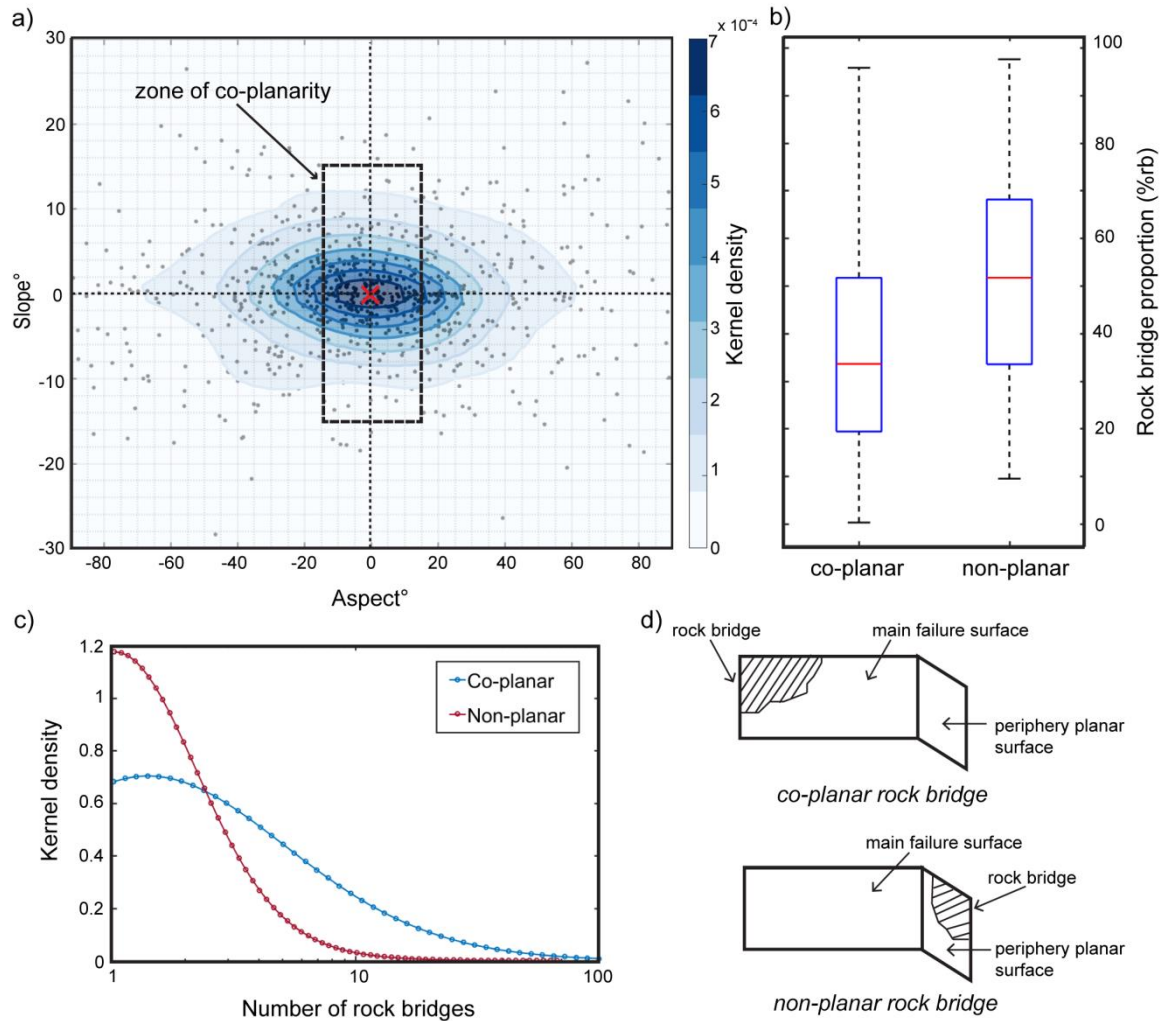 a)
30
20
10
0
-10
-20
-30
Slope°
zone of co-planarity
-80
-60
-40
-20
0
20
40
60
80
Aspect°
x 10⁻⁴
7
6
5
4
3
2
1
0
Kernel density
b)
100
80
60
40
20
0
Rock bridge proportion (%rb)
co-planar
non-planar
c)
1.2
1.0
0.8
0.6
0.4
0.2
0
Kernel density
Co-planar
Non-planar
1
10
100
Number of rock bridges
d)
rock bridge
main failure surface
periphery planar
surface
co-planar rock bridge
main failure surface
rock bridge
periphery planar
surface
non-planar rock bridge